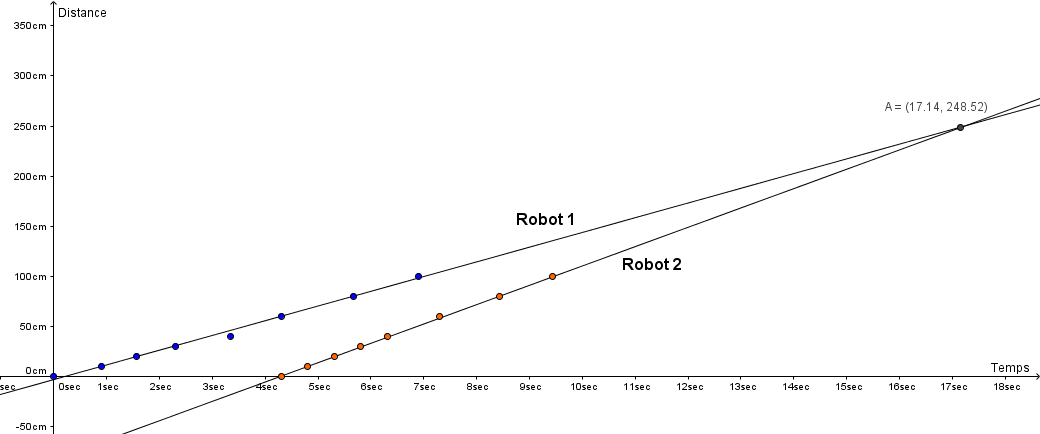 Distance
350cm
300cm
250cm
200cm
150cm
100cm
50cm
0cm
-50cm
A = (17.14, 248.52)
Robot 1
Robot 2
Temps
sec 0sec 1sec 2sec 3sec 4sec 5sec 6sec 7sec 8sec 9sec 10sec 11sec 12sec 13sec 14sec 15sec 16sec 17sec 18sec